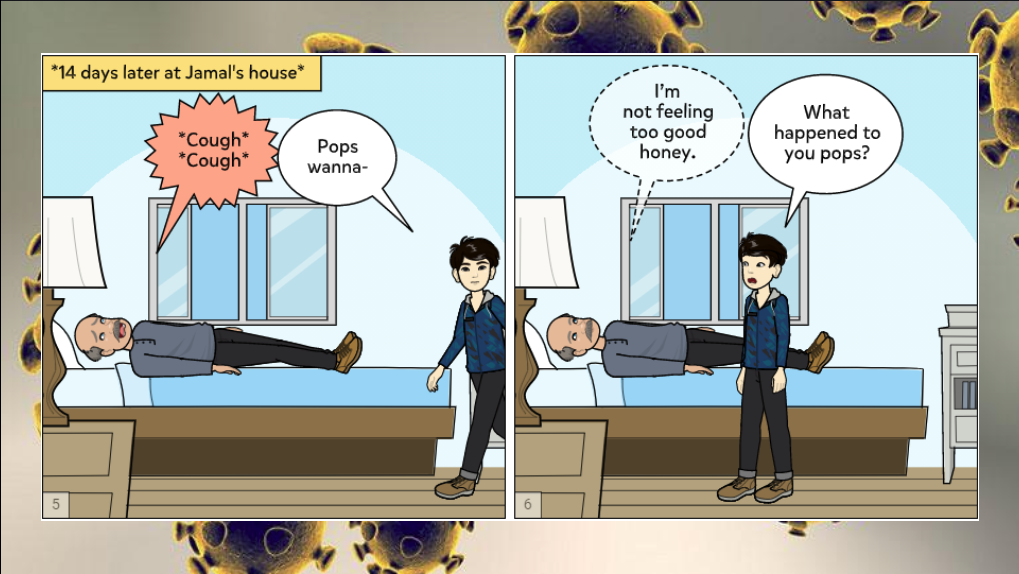 *14 days later at Jamal's house*
*Cough*
*Cough*
Pops
wanna-
5
I'm
not feeling
too good
honey.
What
happened to
you pops?
6